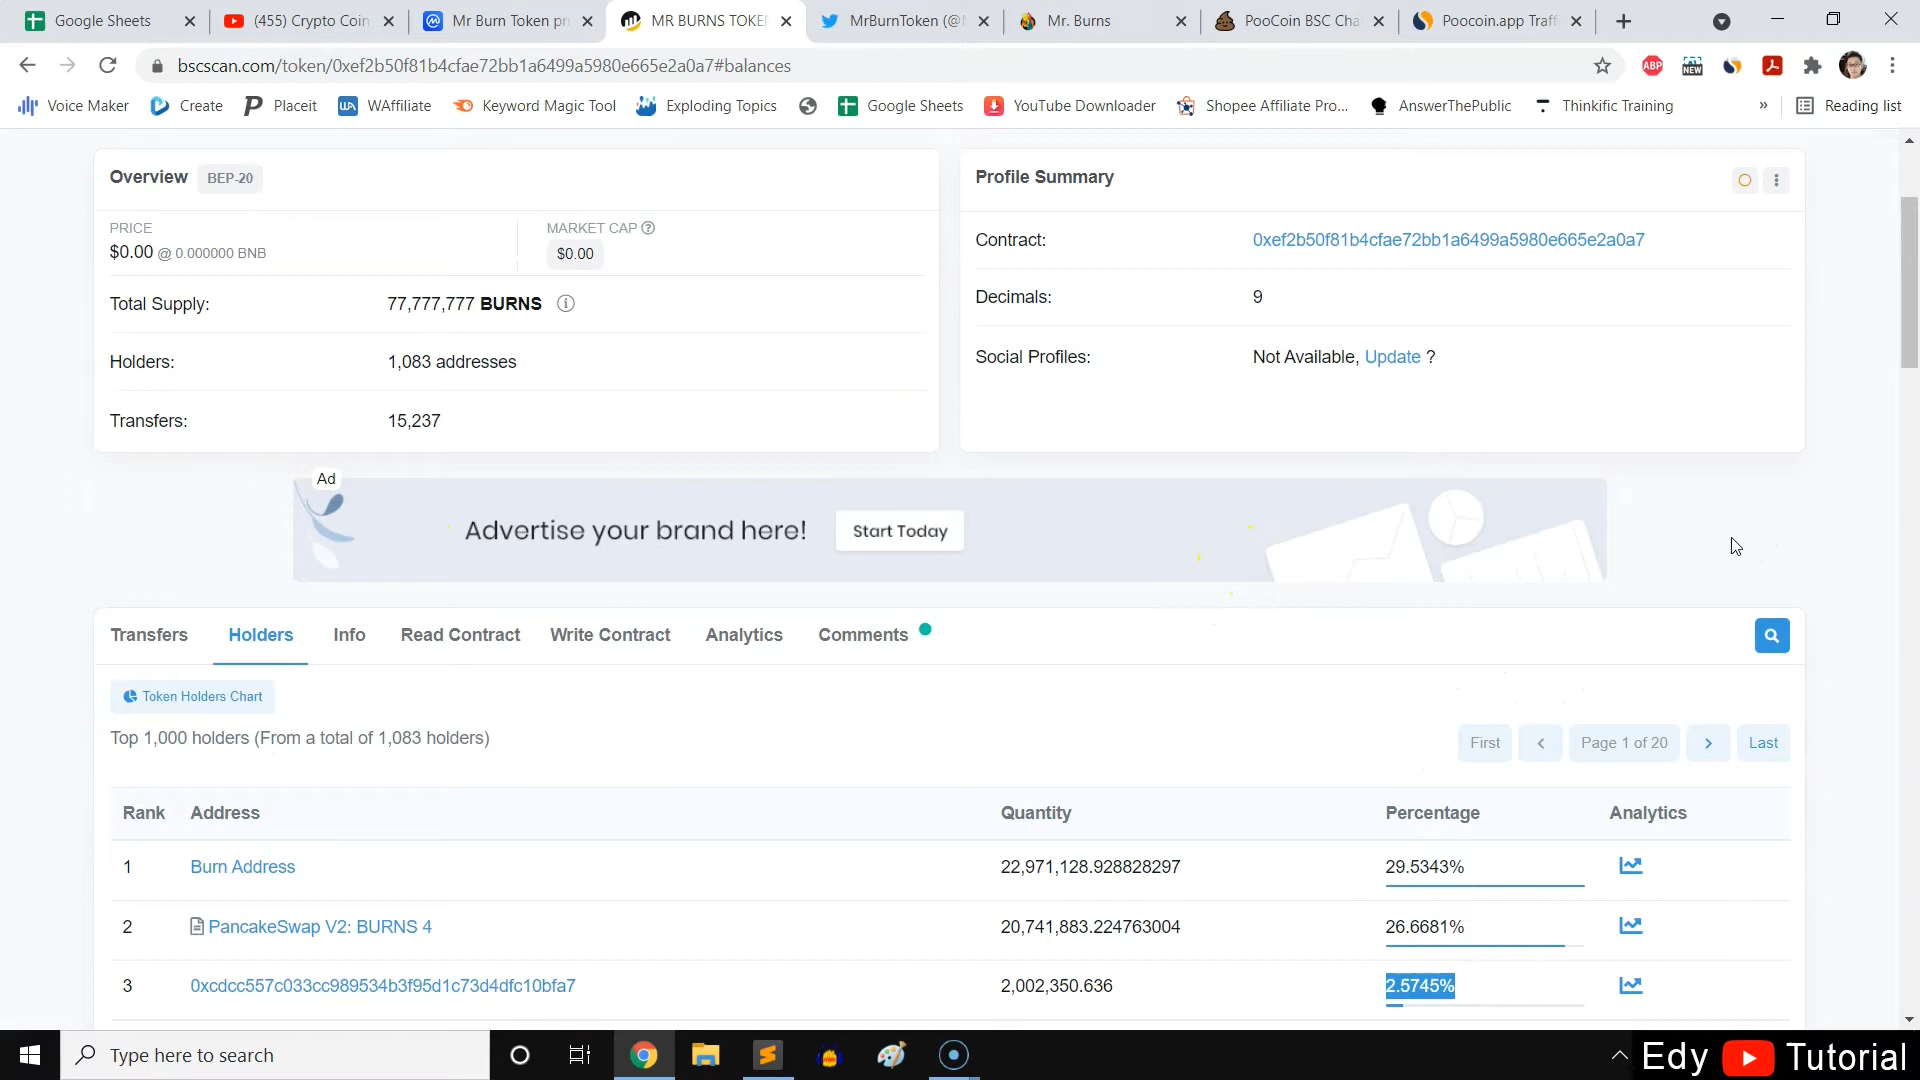 Google Sheets
(455) Crypto Coin
Mr Burn Token pri
MR BURNS TOKEN
MrBurnToken (@M
Mr. Burns
PooCoin BSC Cha
Poocoin.app Traff
bscscan.com/token/0xef2b50f81b4cfae72bb1a6499a5980e665e2a0a7#balances
ABP
NEW
Voice Maker
Create
Placeit
WAffiliate
Keyword Magic Tool
Exploding Topics
Google Sheets
YouTube Downloader
Shopee Affiliate Pro...
AnswerThePublic
Thinkific Training
»
Reading list
Overview BEP-20
PRICE
$0.00 @ 0.000000 BNB
MARKET CAP
$0.00
Total Supply: 77,777,777 BURNS
Holders: 1,083 addresses
Transfers: 15,237
Profile Summary
Contract: 0xef2b50f81b4cfae72bb1a6499a5980e665e2a0a7
Decimals: 9
Social Profiles: Not Available, Update ?
Ad
Advertise your brand here! Start Today
Transfers Holders Info Read Contract Write Contract Analytics Comments
Token Holders Chart
Top 1,000 holders (From a total of 1,083 holders)
First Page 1 of 20 Last
Rank Address Quantity Percentage Analytics
1 Burn Address 22,971,128.928828297 29.5343%
2 PancakeSwap V2: BURNS 4 20,741,883.224763004 26.6681%
3 0xcdcc557c033cc989534b3f95d1c73d4dfc10bfa7 2,002,350.636 2.5745%
Type here to search
Edy Tutorial